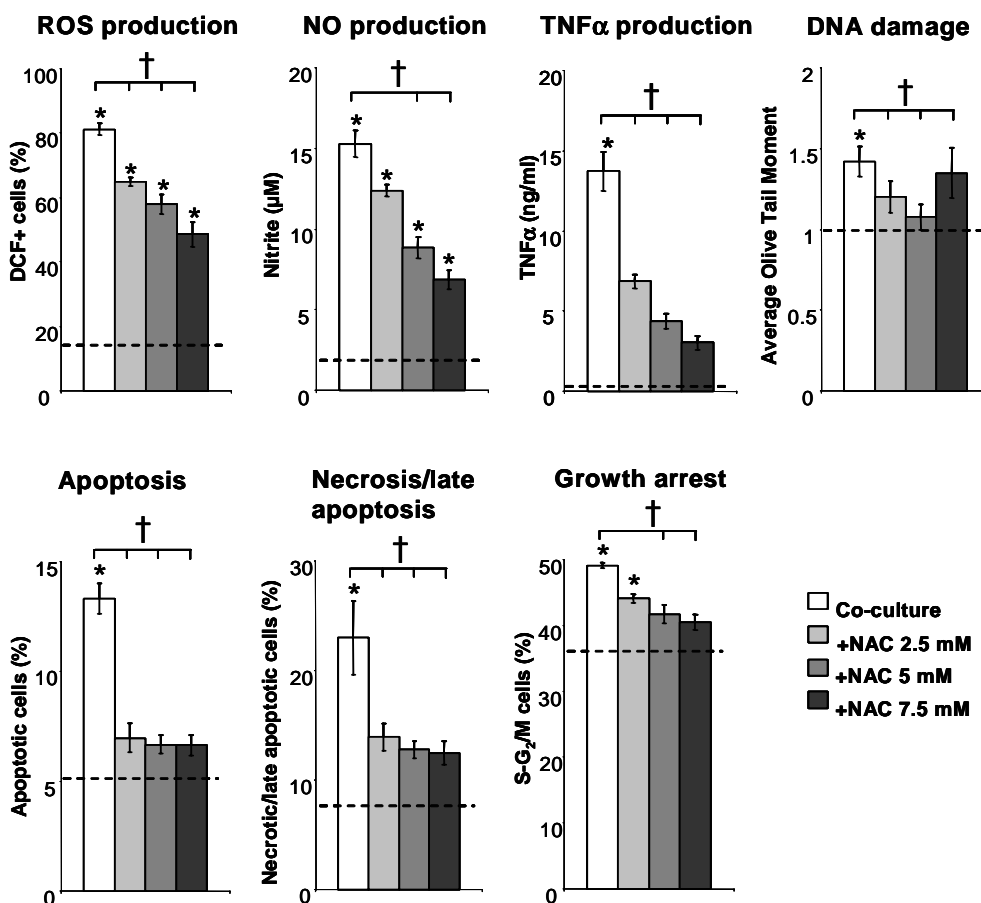 ROS production
†
100
80
60
40
20
0
DCF+ cells (%)
*
*
*
*
NO production
†
20
15
10
5
0
Nitrite (µM)
*
*
*
*
TNFα production
†
20
15
10
5
0
TNFα (ng/ml)
*
DNA damage
†
2
1.5
1
0.5
0
Average Olive Tail Moment
*
Apoptosis
†
15
10
5
0
Apoptotic cells (%)
*
Necrosis/late
apoptosis
†
30
20
10
0
Necrotic/late apoptotic cells (%)
*
Growth arrest
†
50
40
30
20
10
0
S-G₂/M cells (%)
*
*
Co-culture
+NAC 2.5 mM
+NAC 5 mM
+NAC 7.5 mM